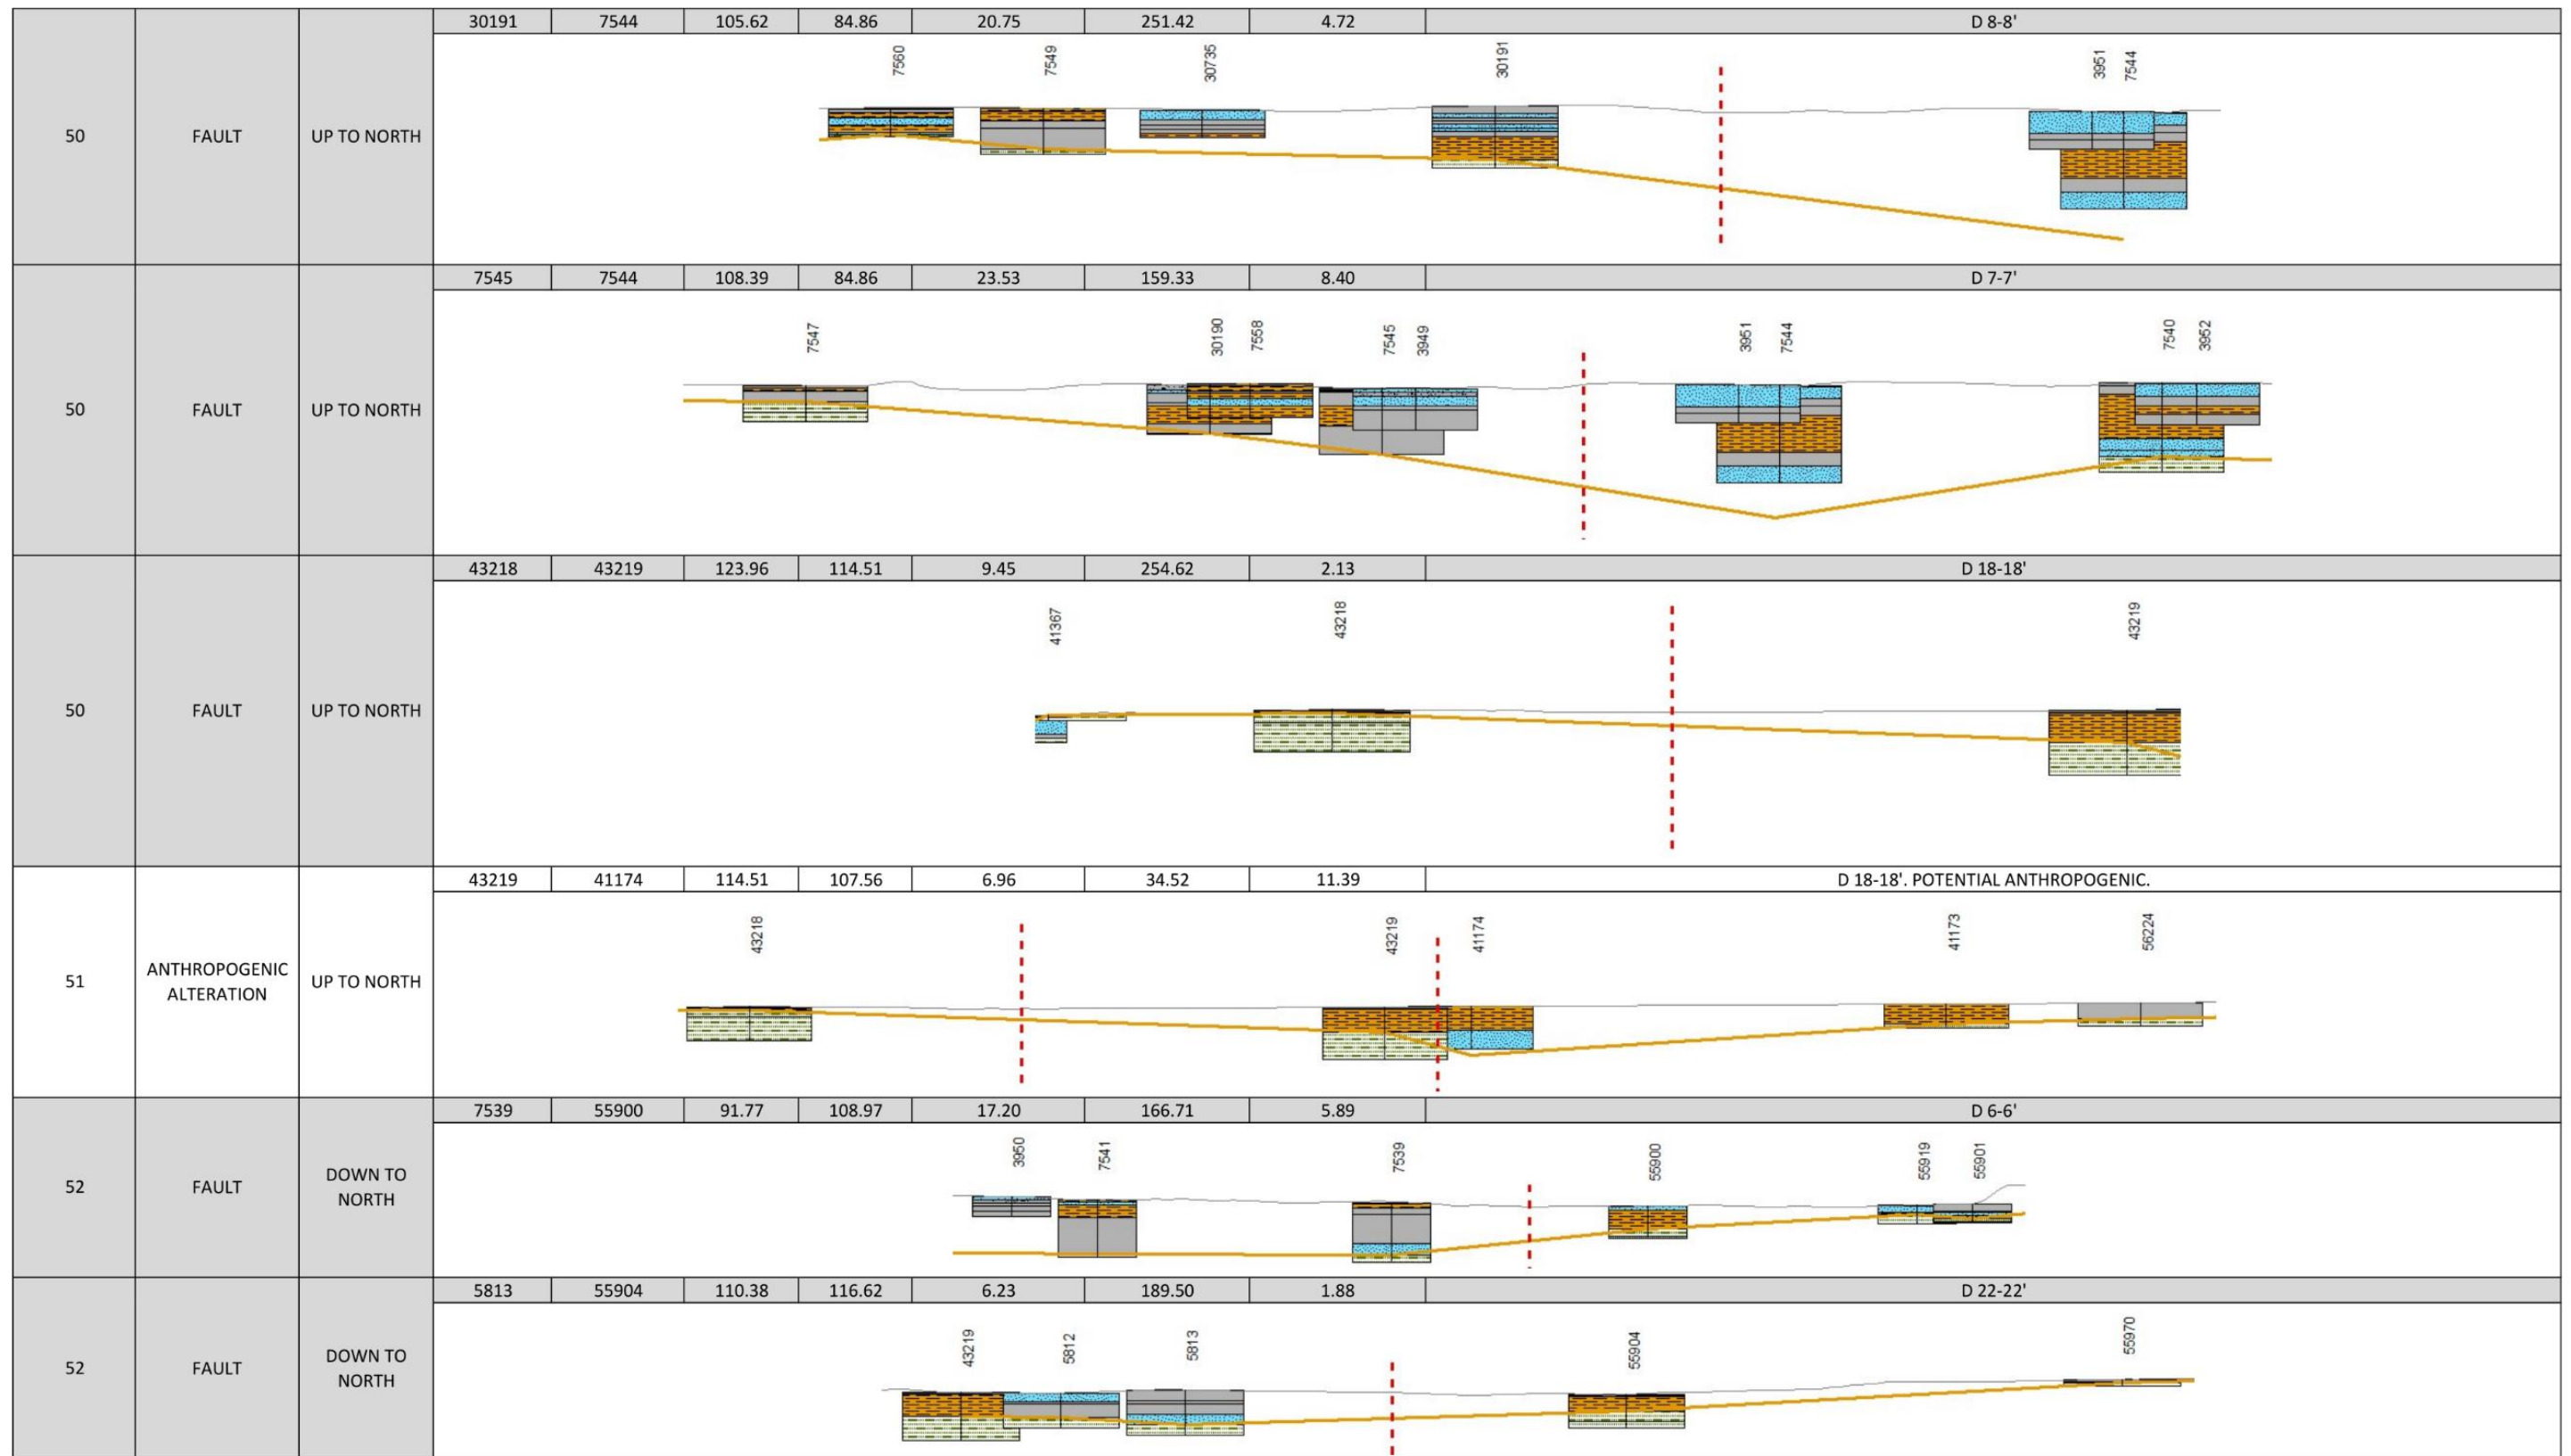 30191 7544 105.62 84.86 20.75 251.42 4.72 D 8-8'
50 FAULT UP TO NORTH
7560 7549 30735 30191 3951 7544
7545 7544 108.39 84.86 23.53 159.33 8.40 D 7-7'
50 FAULT UP TO NORTH
7547 30190 7558 7545 3949 3951 7544 7540 3952
43218 43219 123.96 114.51 9.45 254.62 2.13 D 18-18'
50 FAULT UP TO NORTH
41367 43218 43219
43219 41174 114.51 107.56 6.96 34.52 11.39 D 18-18'. POTENTIAL ANTHROPOGENIC.
51 ANTHROPOGENIC
ALTERATION
UP TO NORTH
43218 43219 41174 41173 56224
7539 55900 91.77 108.97 17.20 166.71 5.89 D 6-6'
52 FAULT DOWN TO
NORTH
3950 7541 7539 55900 55919 55901
5813 55904 110.38 116.62 6.23 189.50 1.88 D 22-22'
52 FAULT DOWN TO
NORTH
43219 5812 5813 55904 55970